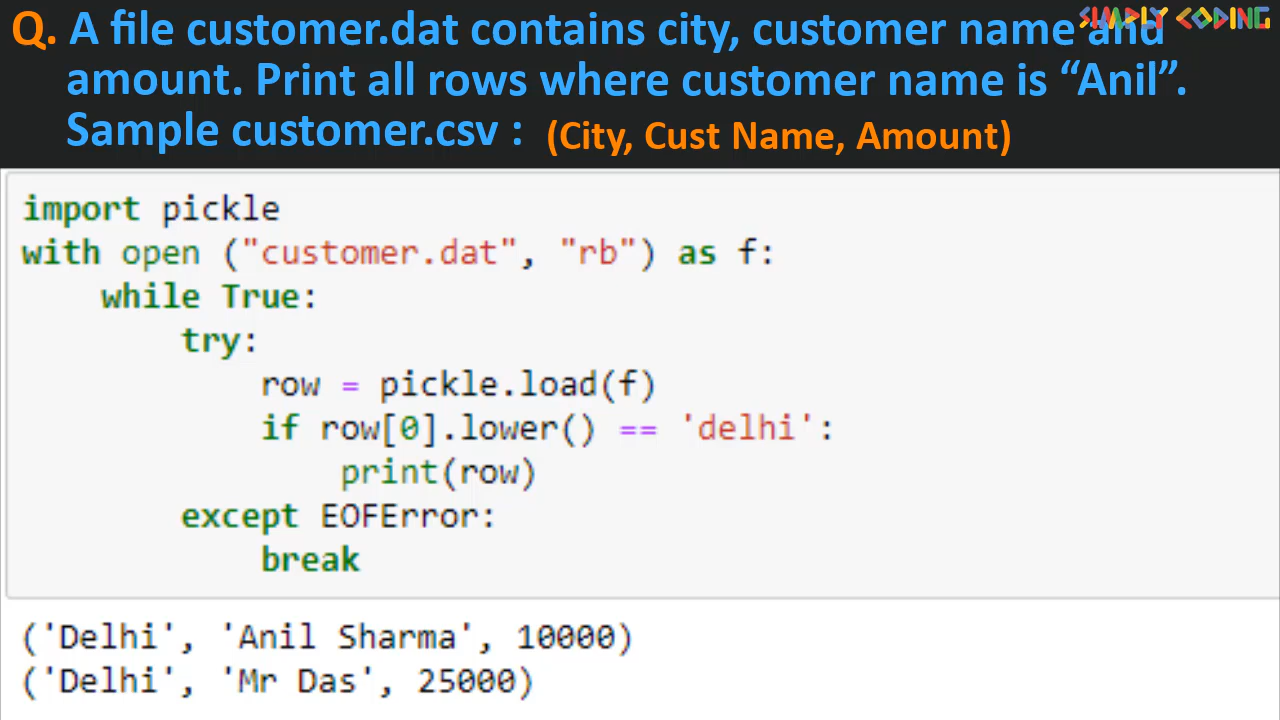 Q. A file customer.dat contains city, customer name and
SIMPLY CODING
amount. Print all rows where customer name is “Anil”.
Sample customer.csv : (City, Cust Name, Amount)
import pickle
with open ("customer.dat", "rb") as f:
    while True:
        try:
            row = pickle.load(f)
            if row[0].lower() == 'delhi':
                print(row)
        except EOFError:
            break
('Delhi', 'Anil Sharma', 10000)
('Delhi', 'Mr Das', 25000)